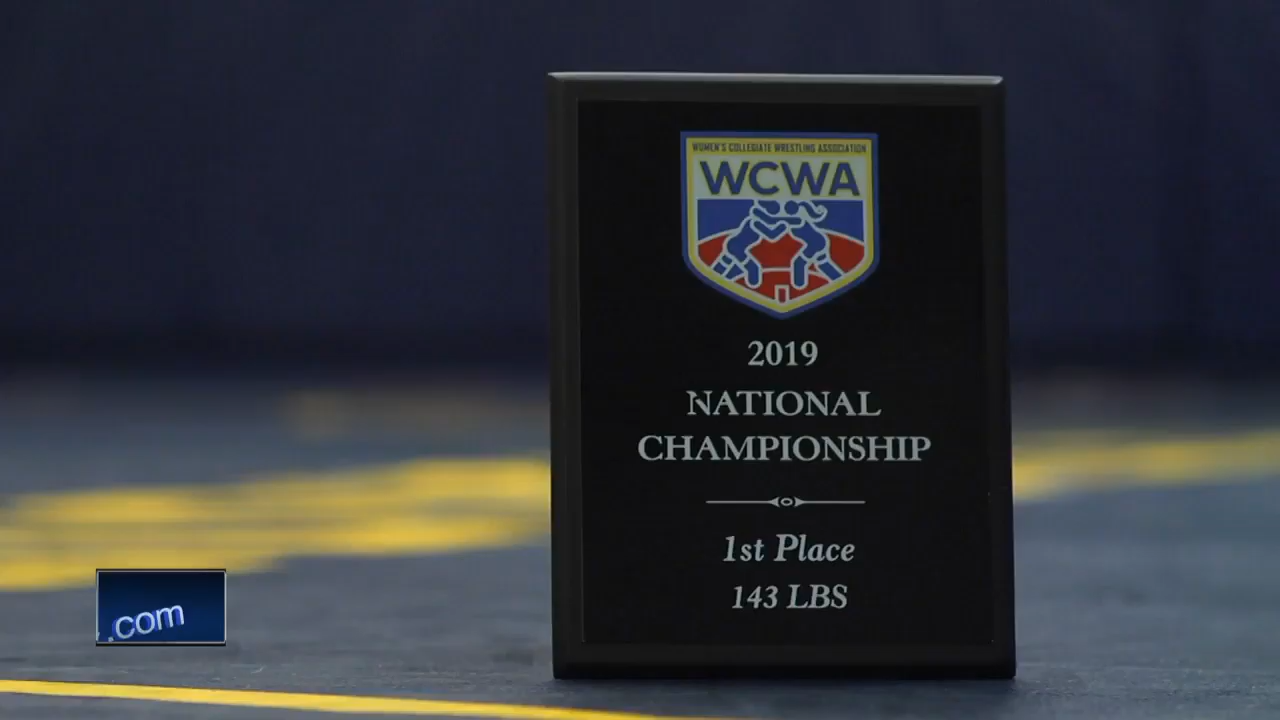 WOMEN'S COLLEGIATE WRESTLING ASSOCIATION
WCWA
2019
NATIONAL
CHAMPIONSHIP
1st Place
143 LBS
.com